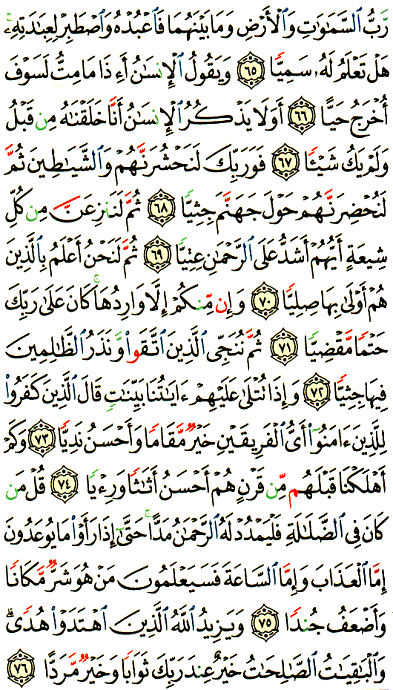 رَّبُّ ٱلسَّمَٰوَٰتِ وَٱلْأَرْضِ وَمَا بَيْنَهُمَا فَٱعْبُدْهُ وَٱصْطَبِرْ لِعِبَٰدَتِهِۦ
هَلْ تَعْلَمُ لَهُۥ سَمِيًّا ٦٥ وَيَقُولُ ٱلْإِنسَٰنُ أَءِذَا مَا مِتُّ لَسَوْفَ
أُخْرَجُ حَيًّا ٦٦ أَوَلَا يَذْكُرُ ٱلْإِنسَٰنُ أَنَّا خَلَقْنَٰهُ مِن قَبْلُ
وَلَمْ يَكُ شَيْـًٔا ٦٧ فَوَرَبِّكَ لَنَحْشُرَنَّهُمْ وَٱلشَّيَٰطِينَ ثُمَّ
لَنُحْضِرَنَّهُمْ حَوْلَ جَهَنَّمَ جِثِيًّا ٦٨ ثُمَّ لَنَنزِعَنَّ مِن كُلِّ
شِيعَةٍ أَيُّهُمْ أَشَدُّ عَلَى ٱلرَّحْمَٰنِ عِتِيًّا ٦٩ ثُمَّ لَنَحْنُ أَعْلَمُ بِٱلَّذِينَ
هُمْ أَوْلَىٰ بِهَا صِلِيًّا ٧٠ وَإِن مِّنكُمْ إِلَّا وَارِدُهَا كَانَ عَلَىٰ رَبِّكَ
حَتْمًا مَّقْضِيًّا ٧١ ثُمَّ نُنَجِّى ٱلَّذِينَ ٱتَّقَوا۟ وَّنَذَرُ ٱلظَّٰلِمِينَ
فِيهَا جِثِيًّا ٧٢ وَإِذَا تُتْلَىٰ عَلَيْهِمْ ءَايَٰتُنَا بَيِّنَٰتٍ قَالَ ٱلَّذِينَ كَفَرُوا۟
لِلَّذِينَ ءَامَنُوٓا۟ أَىُّ ٱلْفَرِيقَيْنِ خَيْرٌ مَّقَامًا وَأَحْسَنُ نَدِيًّا ٧٣ وَكَمْ
أَهْلَكْنَا قَبْلَهُم مِّن قَرْنٍ هُمْ أَحْسَنُ أَثَٰثًا وَرِءْيًا ٧٤ قُلْ مَن
كَانَ فِى ٱلضَّلَٰلَةِ فَلْيَمْدُدْ لَهُ ٱلرَّحْمَٰنُ مَدًّا حَتَّىٰٓ إِذَا رَأَوْا۟ مَا يُوعَدُونَ
إِمَّا ٱلْعَذَابَ وَإِمَّا ٱلسَّاعَةَ فَسَيَعْلَمُونَ مَنْ هُوَ شَرٌّ مَّكَانًا
وَأَضْعَفُ جُندًا ٧٥ وَيَزِيدُ ٱللَّهُ ٱلَّذِينَ ٱهْتَدَوْا۟ هُدًى
وَٱلْبَٰقِيَٰتُ ٱلصَّٰلِحَٰتُ خَيْرٌ عِندَ رَبِّكَ ثَوَابًا وَخَيْرٌ مَّرَدًّا ٧٦